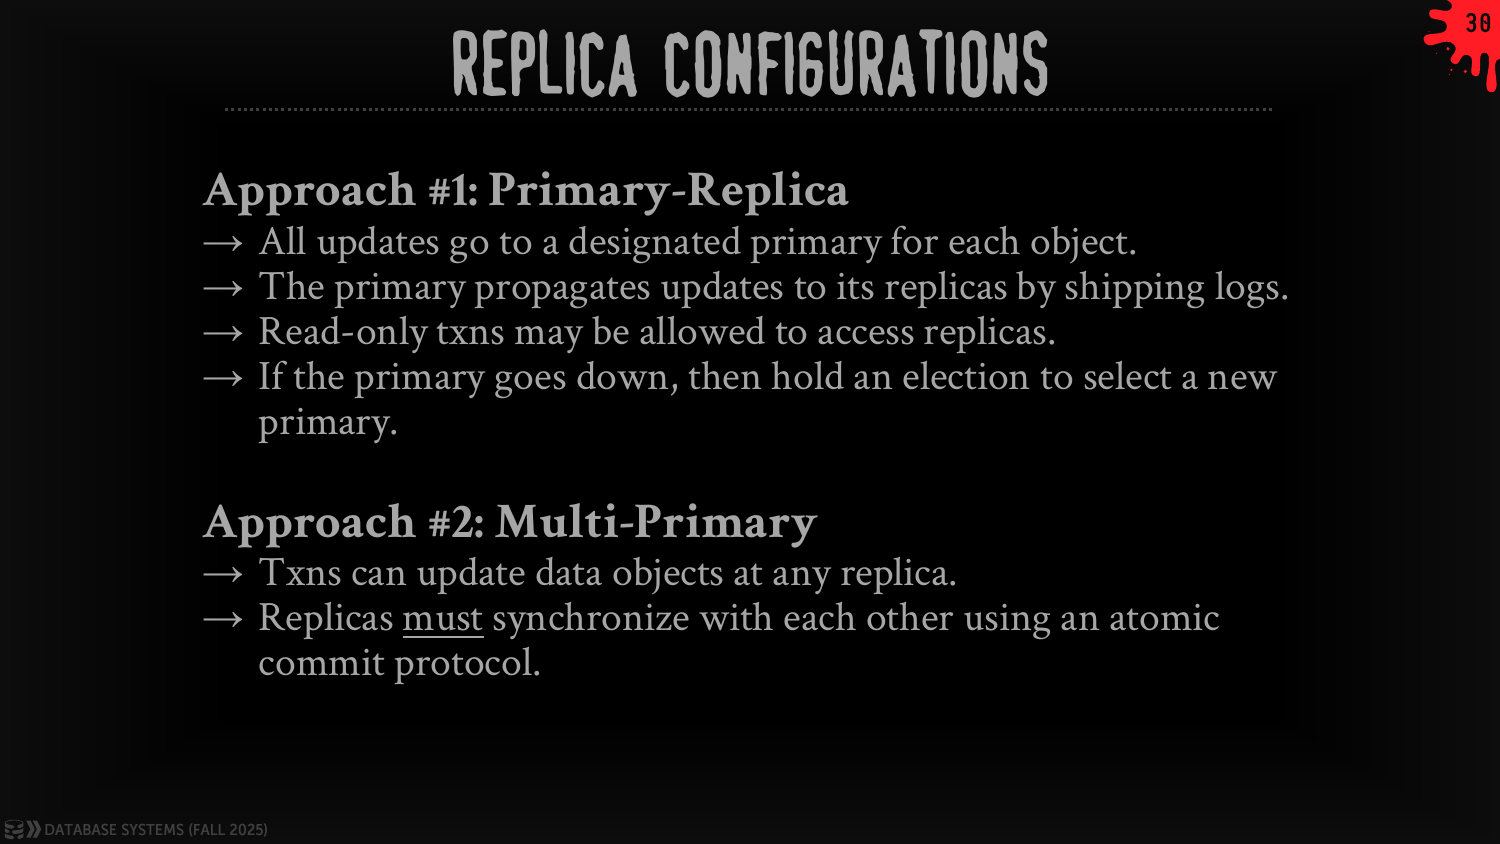 30
REPLICA CONFIGURATIONS
Approach #1: Primary-Replica
→ All updates go to a designated primary for each object.
→ The primary propagates updates to its replicas by shipping logs.
→ Read-only txns may be allowed to access replicas.
→ If the primary goes down, then hold an election to select a new
primary.
Approach #2: Multi-Primary
→ Txns can update data objects at any replica.
→ Replicas must synchronize with each other using an atomic
commit protocol.
DATABASE SYSTEMS (FALL 2025)